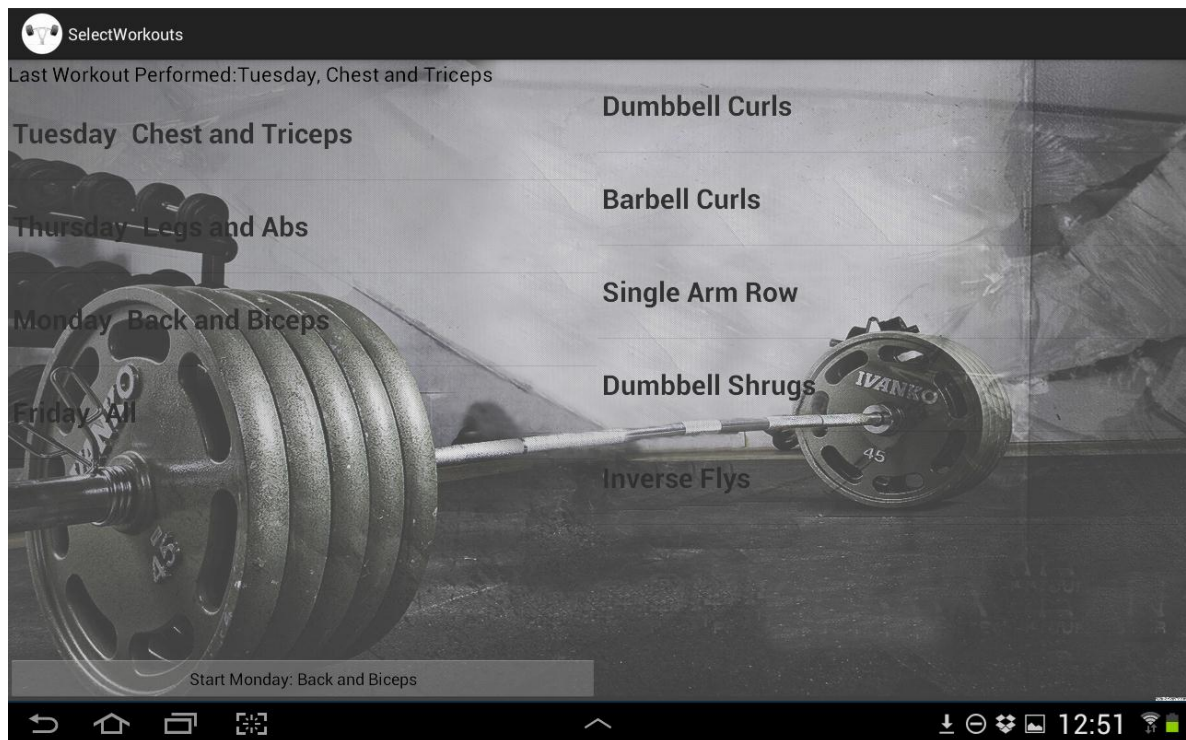 SelectWorkouts
Last Workout Performed:Tuesday, Chest and Triceps
Tuesday  Chest and Triceps
Thursday  Legs and Abs
Monday  Back and Biceps
Friday  All
Dumbbell Curls
Barbell Curls
Single Arm Row
Dumbbell Shrugs
Inverse Flys
IVANKO
45
45
Start Monday: Back and Biceps
12:51